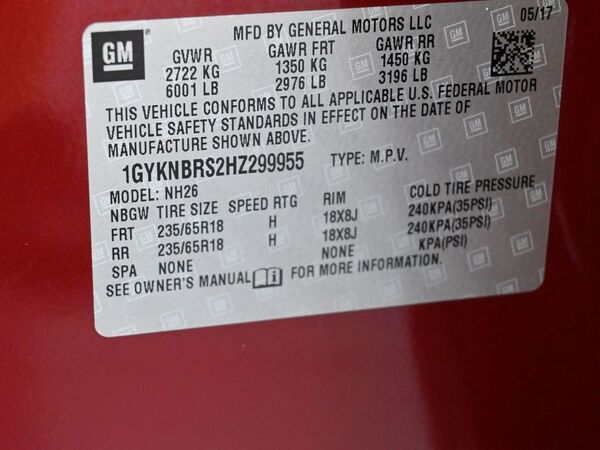 GM
MFD BY GENERAL MOTORS LLC 05/17
GVWR GAWR FRT GAWR RR
2722 KG 1350 KG 1450 KG
6001 LB 2976 LB 3196 LB
THIS VEHICLE CONFORMS TO ALL APPLICABLE U.S. FEDERAL MOTOR
VEHICLE SAFETY STANDARDS IN EFFECT ON THE DATE OF
MANUFACTURE SHOWN ABOVE.
1GYKNBRS2HZ299955 TYPE: M.P.V.
MODEL: NH26
NBGW TIRE SIZE SPEED RTG RIM COLD TIRE PRESSURE
FRT 235/65R18 H 18X8J 240KPA(35PSI)
RR 235/65R18 H 18X8J 240KPA(35PSI)
SPA NONE NONE KPA(PSI)
SEE OWNER'S MANUAL FOR MORE INFORMATION.